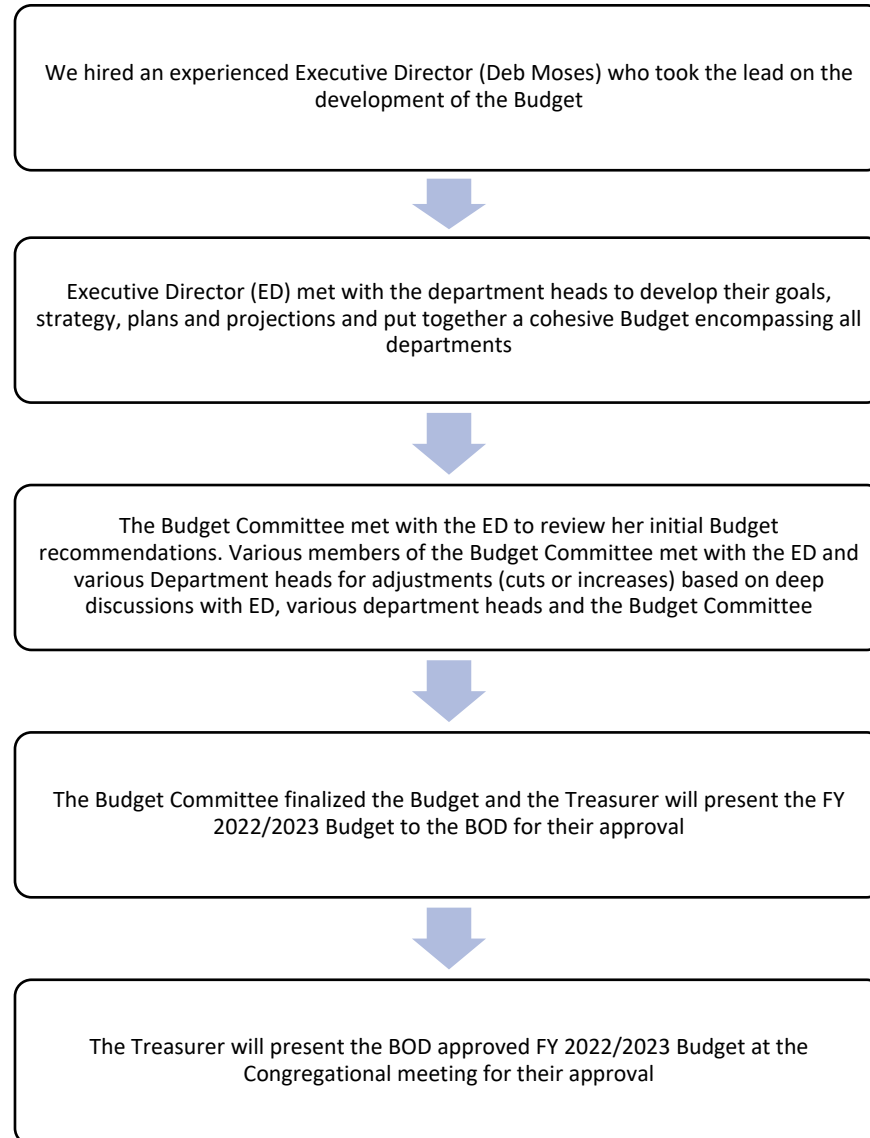 We hired an experienced Executive Director (Deb Moses) who took the lead on the
development of the Budget
Executive Director (ED) met with the department heads to develop their goals,
strategy, plans and projections and put together a cohesive Budget encompassing all
departments
The Budget Committee met with the ED to review her initial Budget
recommendations. Various members of the Budget Committee met with the ED and
various Department heads for adjustments (cuts or increases) based on deep
discussions with ED, various department heads and the Budget Committee
The Budget Committee finalized the Budget and the Treasurer will present the FY
2022/2023 Budget to the BOD for their approval
The Treasurer will present the BOD approved FY 2022/2023 Budget at the
Congregational meeting for their approval